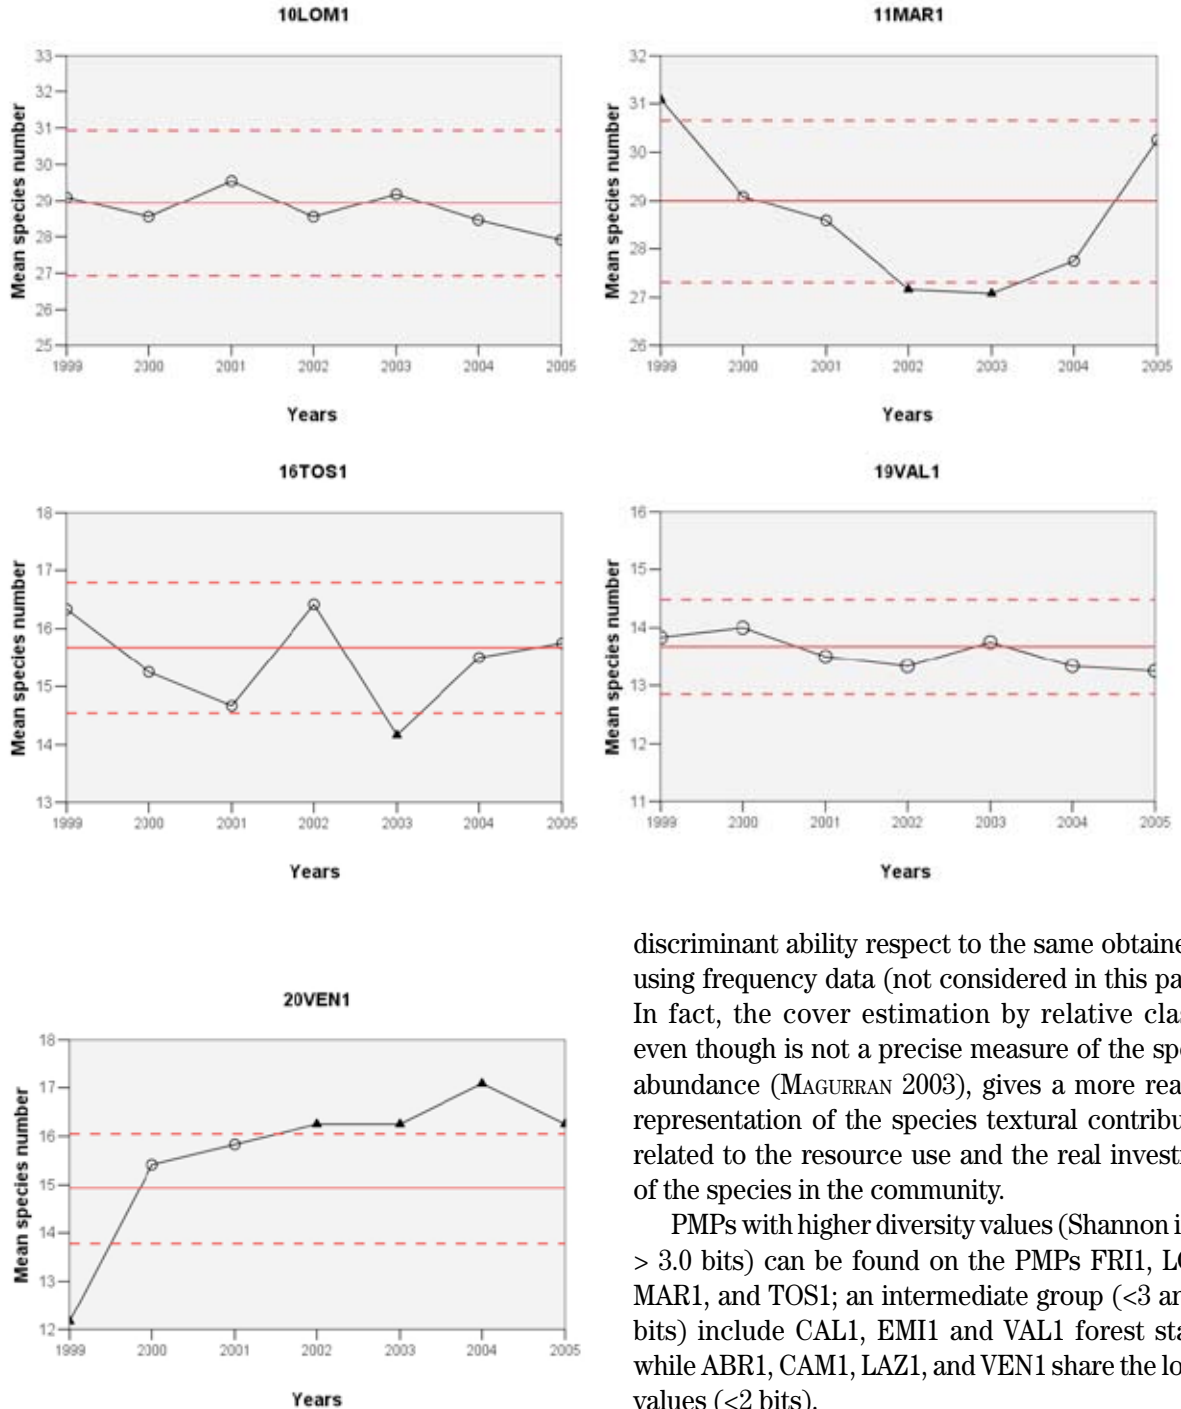 10LOM1
33
32
31
30
29
28
27
26
25
Mean species number
1999 2000 2001 2002 2003 2004 2005
Years
11MAR1
32
31
30
29
28
27
26
Mean species number
1999 2000 2001 2002 2003 2004 2005
Years
16TOS1
18
17
16
15
14
13
Mean species number
1999 2000 2001 2002 2003 2004 2005
Years
19VAL1
16
15
14
13
12
11
Mean species number
1999 2000 2001 2002 2003 2004 2005
Years
20VEN1
18
17
16
15
14
13
12
Mean species number
1999 2000 2001 2002 2003 2004 2005
Years
discriminant ability respect to the same obtaine
using frequency data (not considered in this pa
In fact, the cover estimation by relative clas
even though is not a precise measure of the spe
abundance (MAGURRAN 2003), gives a more rea
representation of the species textural contribu
related to the resource use and the real investi
of the species in the community.
PMPs with higher diversity values (Shannon i
> 3.0 bits) can be found on the PMPs FRI1, LO
MAR1, and TOS1; an intermediate group (<3 an
bits) include CAL1, EMI1 and VAL1 forest sta
while ABR1, CAM1, LAZ1, and VEN1 share the lo
values (<2 bits).